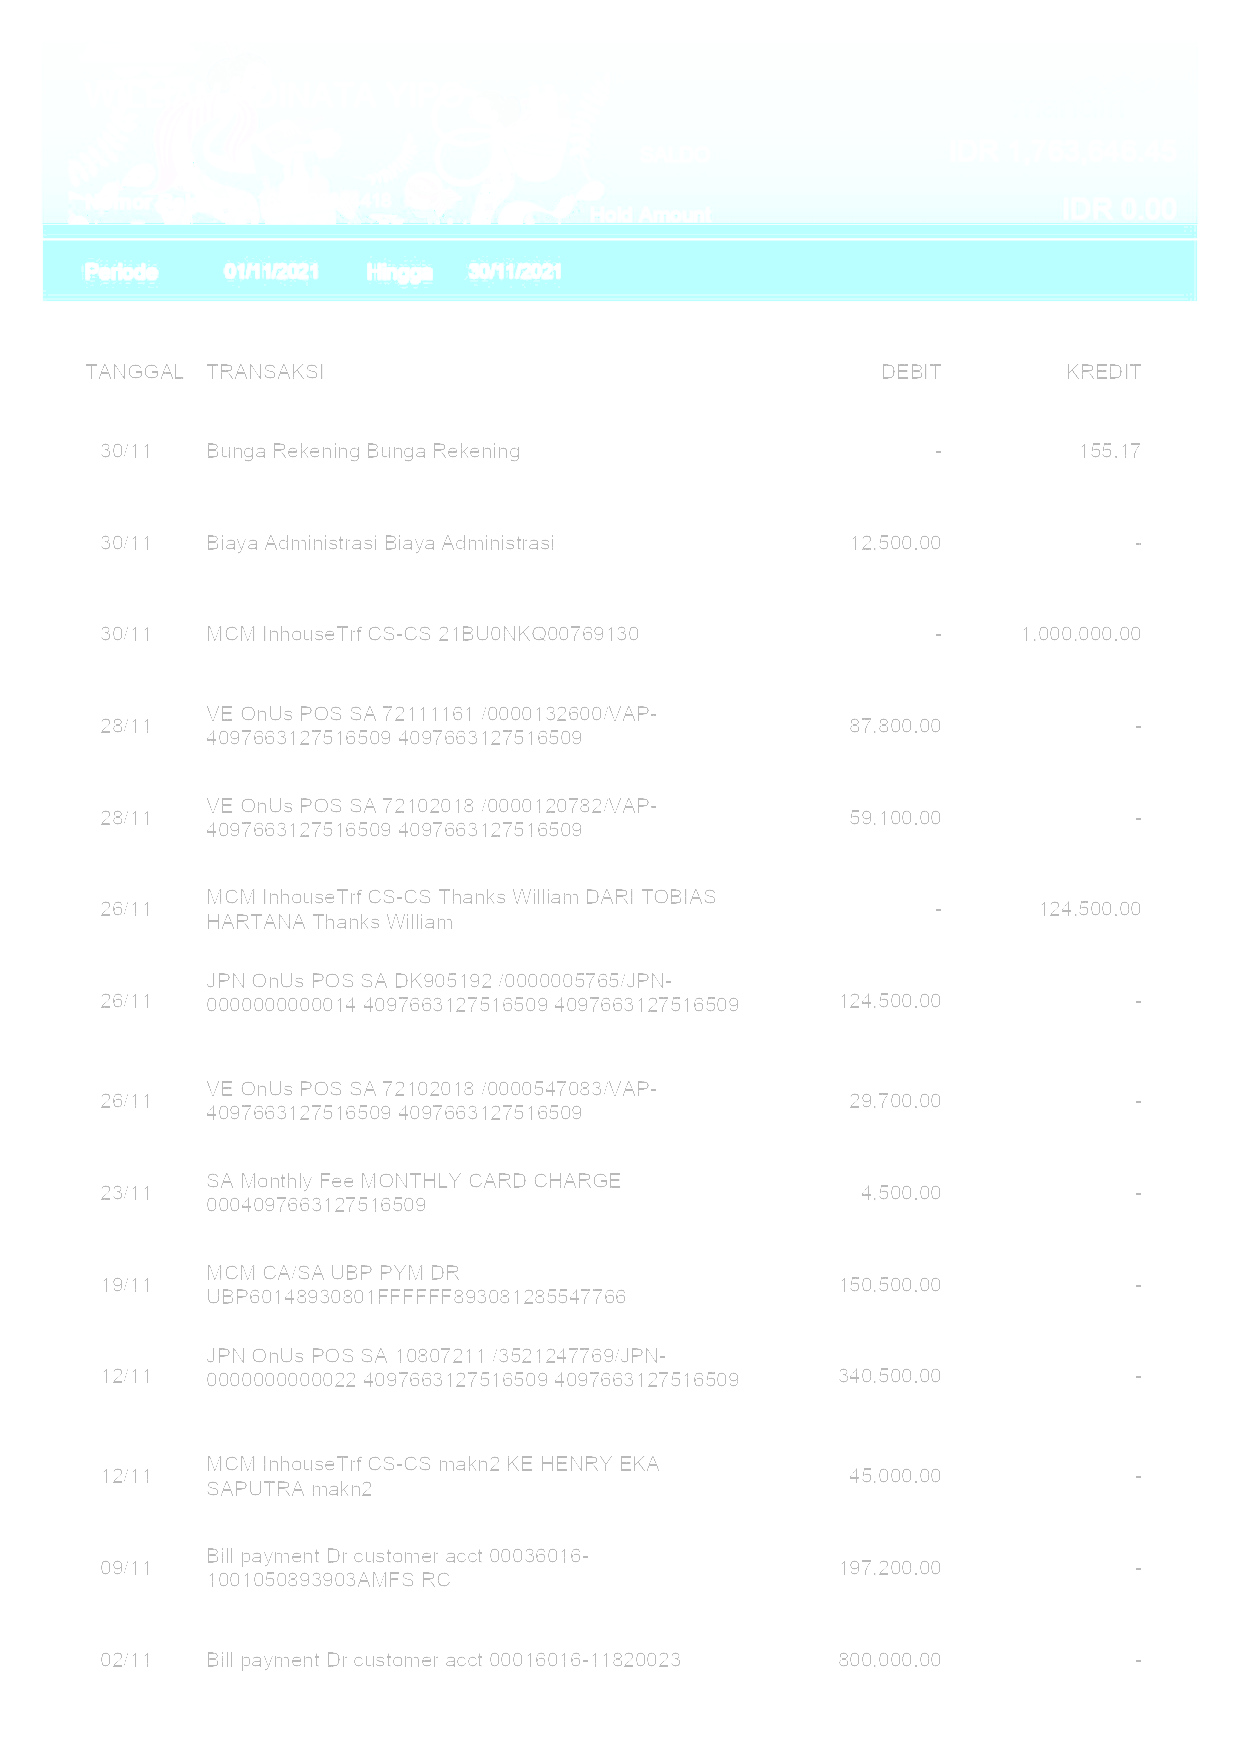 Hold Amount
IDR 0.00
Periode 01/11/2021 Hingga 30/11/2021
TANGGAL TRANSAKSI DEBIT KREDIT
30/11 Bunga Rekening Bunga Rekening - 155.17
30/11 Biaya Administrasi Biaya Administrasi 12,500.00 -
30/11 MCM InhouseTrf CS-CS 21BU0NKQ00769130 - 1,000,000.00
VE OnUs POS SA 72111161 /0000132600/VAP-
28/11 4097663127516509 4097663127516509 87,800.00 -
VE OnUs POS SA 72102018 /0000120782/VAP-
28/11 4097663127516509 4097663127516509 59,100.00 -
MCM InhouseTrf CS-CS Thanks William DARI TOBIAS
26/11 HARTANA Thanks William - 124,500.00
JPN OnUs POS SA DK905192 /0000005765/JPN-
26/11 0000000000014 4097663127516509 4097663127516509 124,500.00 -
VE OnUs POS SA 72102018 /0000547083/VAP-
26/11 4097663127516509 4097663127516509 29,700.00 -
SA Monthly Fee MONTHLY CARD CHARGE
23/11 0004097663127516509 4,500.00 -
MCM CA/SA UBP PYM DR
19/11 UBP60148930801FFFFFF893081285547766 150,500.00 -
JPN OnUs POS SA 10807211 /3521247769/JPN-
12/11 0000000000022 4097663127516509 4097663127516509 340,500.00 -
MCM InhouseTrf CS-CS makn2 KE HENRY EKA
12/11 SAPUTRA makn2 45,000.00 -
Bill payment Dr customer acct 00036016-
09/11 1001050893903AMFS RC 197,200.00 -
02/11 Bill payment Dr customer acct 00016016-11820023 800,000.00 -